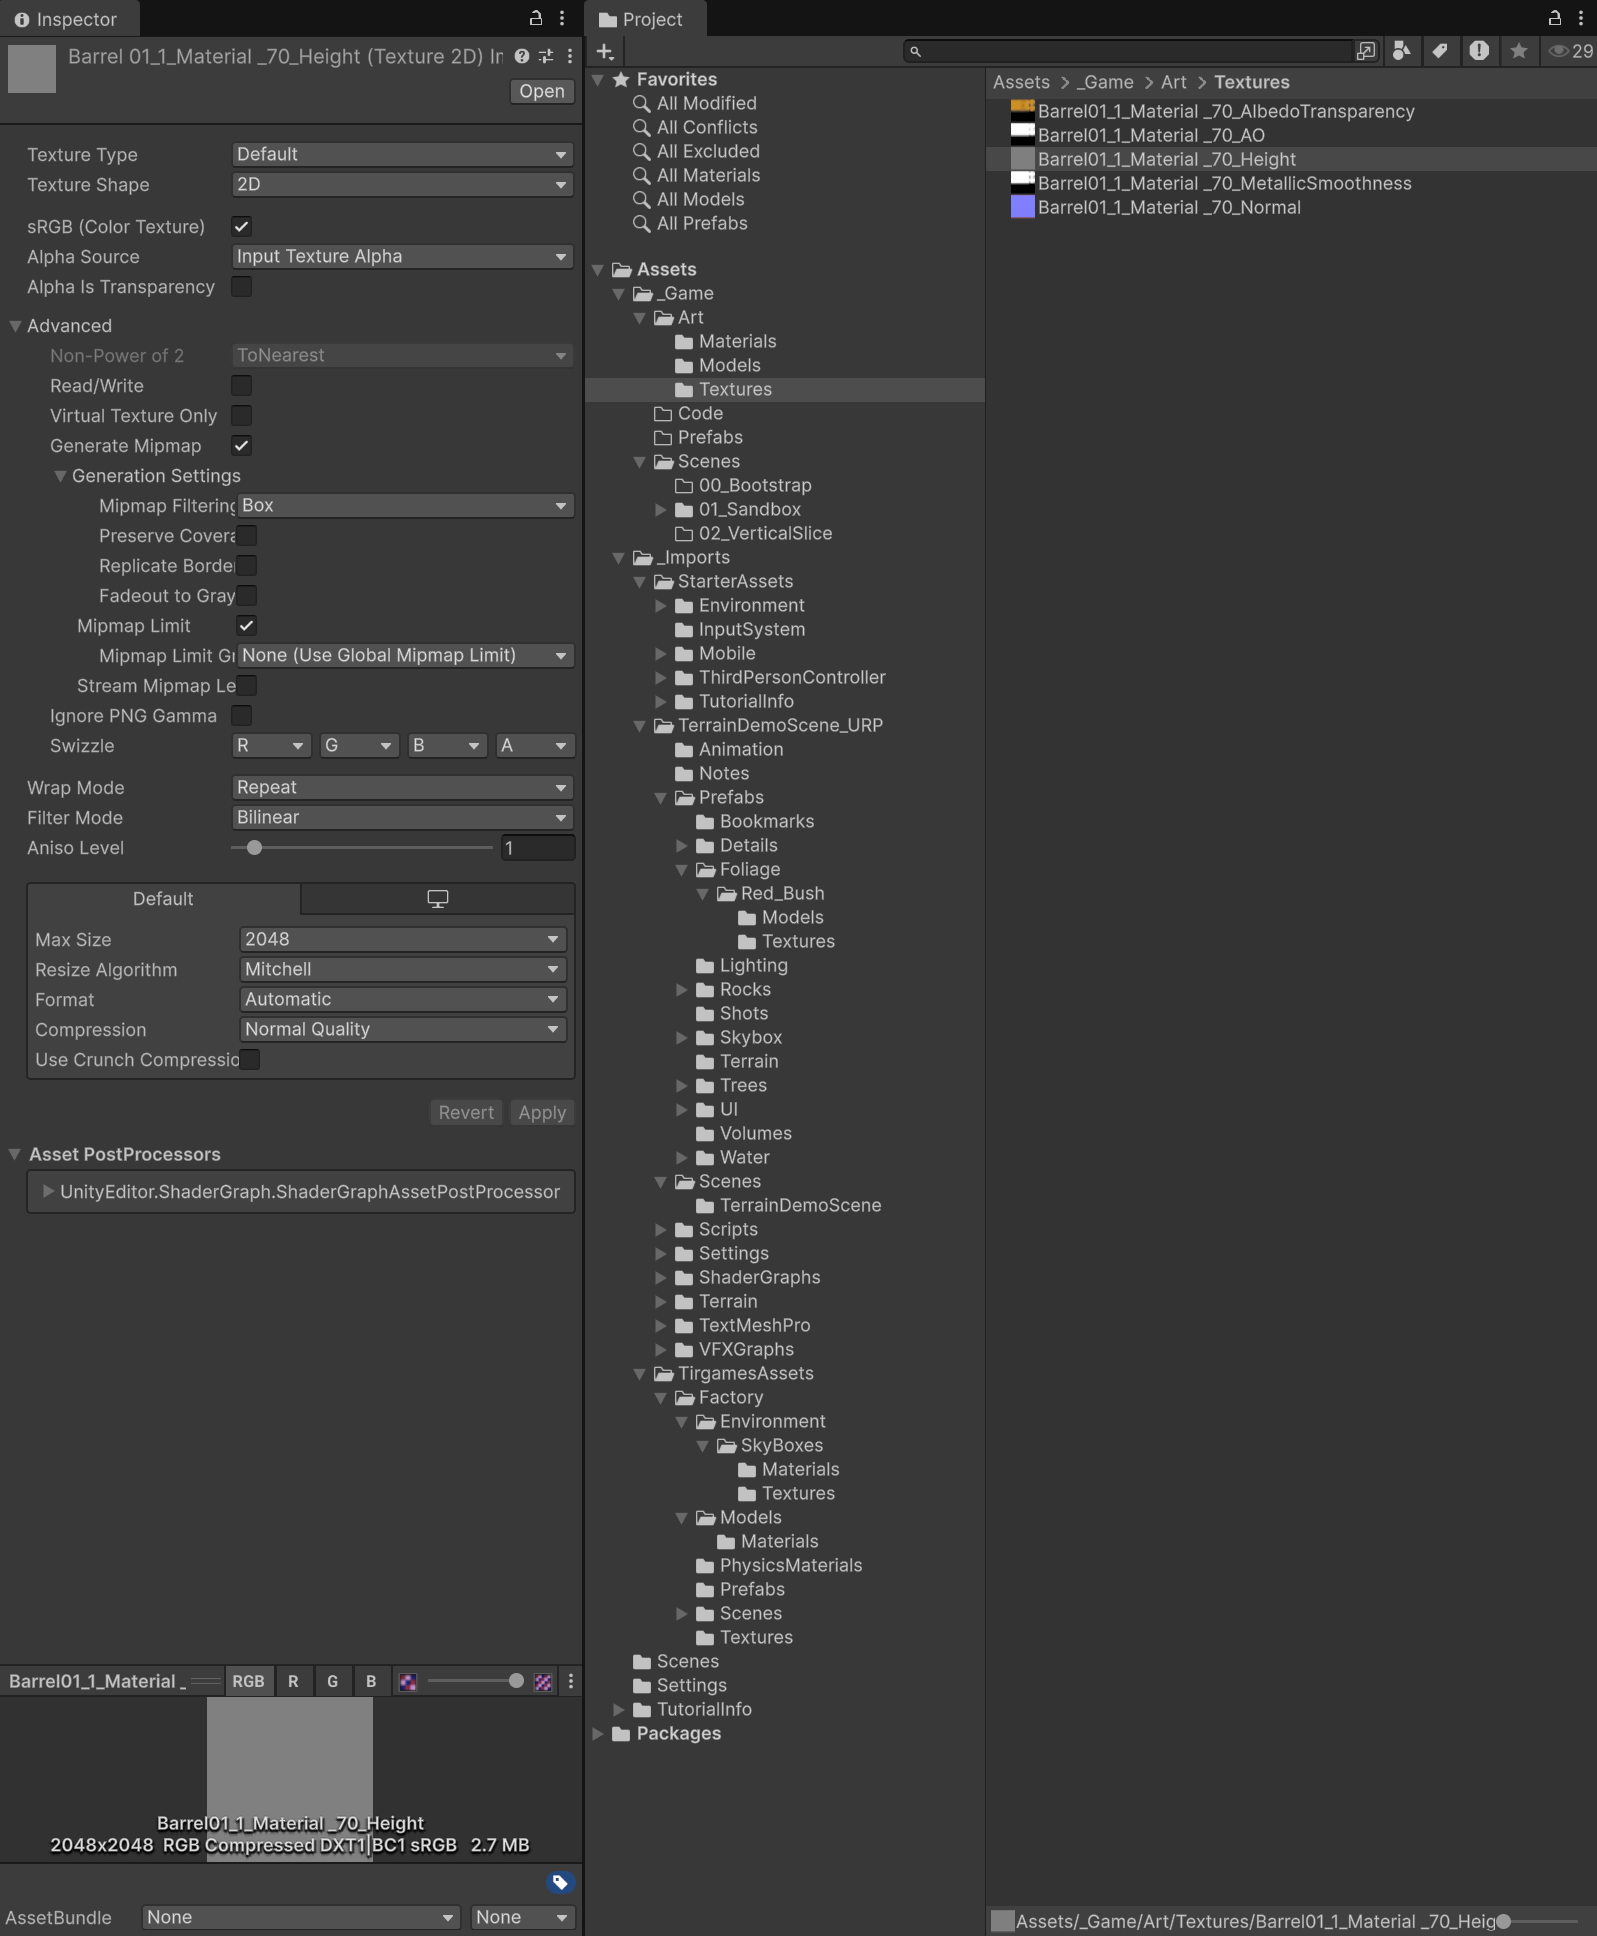 Inspector
Barrel 01_1_Material _70_Height (Texture 2D) Ir
Open
Texture Type Default
Texture Shape 2D
sRGB (Color Texture)
Alpha Source Input Texture Alpha
Alpha Is Transparency
Advanced
Non-Power of 2 ToNearest
Read/Write
Virtual Texture Only
Generate Mipmap
Generation Settings
Mipmap Filtering Box
Preserve Covera
Replicate Borde
Fadeout to Gray
Mipmap Limit
Mipmap Limit Gr None (Use Global Mipmap Limit)
Stream Mipmap Le
Ignore PNG Gamma
Swizzle R G B A
Wrap Mode Repeat
Filter Mode Bilinear
Aniso Level 1
Default
Max Size 2048
Resize Algorithm Mitchell
Format Automatic
Compression Normal Quality
Use Crunch Compressio
Revert Apply
Asset PostProcessors
UnityEditor.ShaderGraph.ShaderGraphAssetPostProcessor
Barrel01_1_Material _ RGB R G B
Barrel01_1_Material _70_Height
2048x2048 RGB Compressed DXT1|BC1 sRGB 2.7 MB
AssetBundle None None
Project
29
Favorites
All Modified
All Conflicts
All Excluded
All Materials
All Models
All Prefabs
Assets
_Game
Art
Materials
Models
Textures
Code
Prefabs
Scenes
00_Bootstrap
01_Sandbox
02_VerticalSlice
_Imports
StarterAssets
Environment
InputSystem
Mobile
ThirdPersonController
TutorialInfo
TerrainDemoScene_URP
Animation
Notes
Prefabs
Bookmarks
Details
Foliage
Red_Bush
Models
Textures
Lighting
Rocks
Shots
Skybox
Terrain
Trees
UI
Volumes
Water
Scenes
TerrainDemoScene
Scripts
Settings
ShaderGraphs
Terrain
TextMeshPro
VFXGraphs
TirgamesAssets
Factory
Environment
SkyBoxes
Materials
Textures
Models
Materials
PhysicsMaterials
Prefabs
Scenes
Textures
Scenes
Settings
TutorialInfo
Packages
Assets > _Game > Art > Textures
Barrel01_1_Material _70_AlbedoTransparency
Barrel01_1_Material _70_AO
Barrel01_1_Material _70_Height
Barrel01_1_Material _70_MetallicSmoothness
Barrel01_1_Material _70_Normal
Assets/_Game/Art/Textures/Barrel01_1_Material _70_Heig